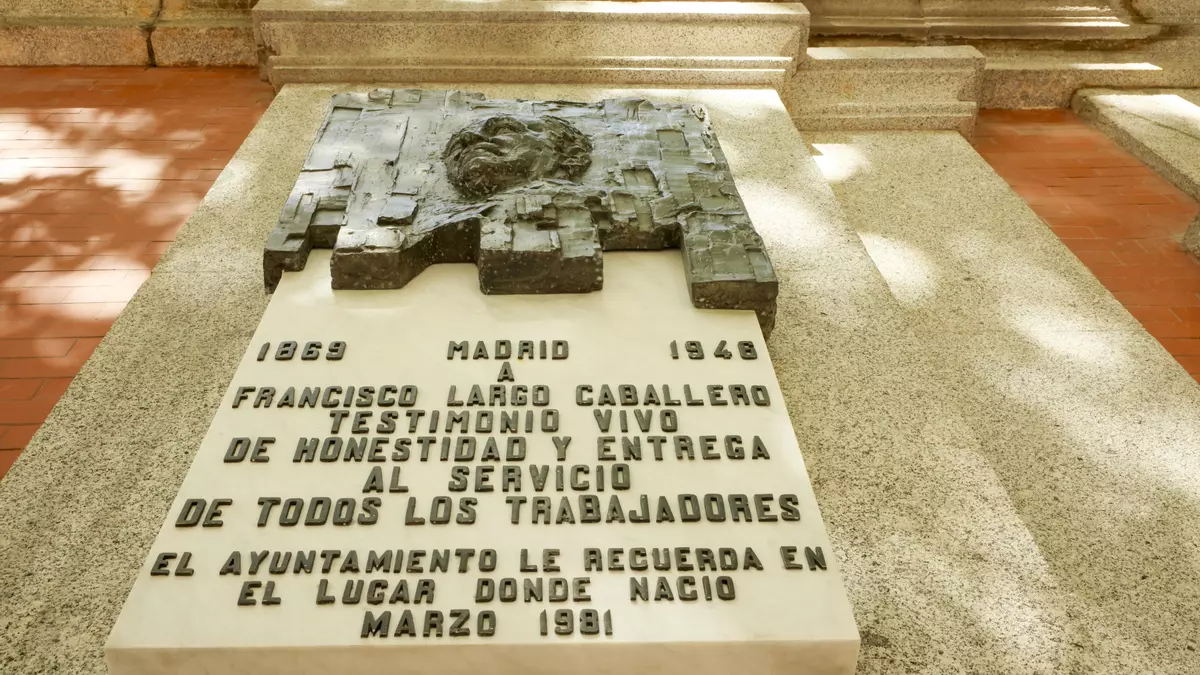 1869 MADRID 1946
A
FRANCISCO LARGO CABALLERO
TESTIMONIO VIVO
DE HONESTIDAD Y ENTREGA
AL SERVICIO
DE TODOS LOS TRABAJADORES
EL AYUNTAMIENTO LE RECUERDA EN
EL LUGAR DONDE NACIO
MARZO 1981